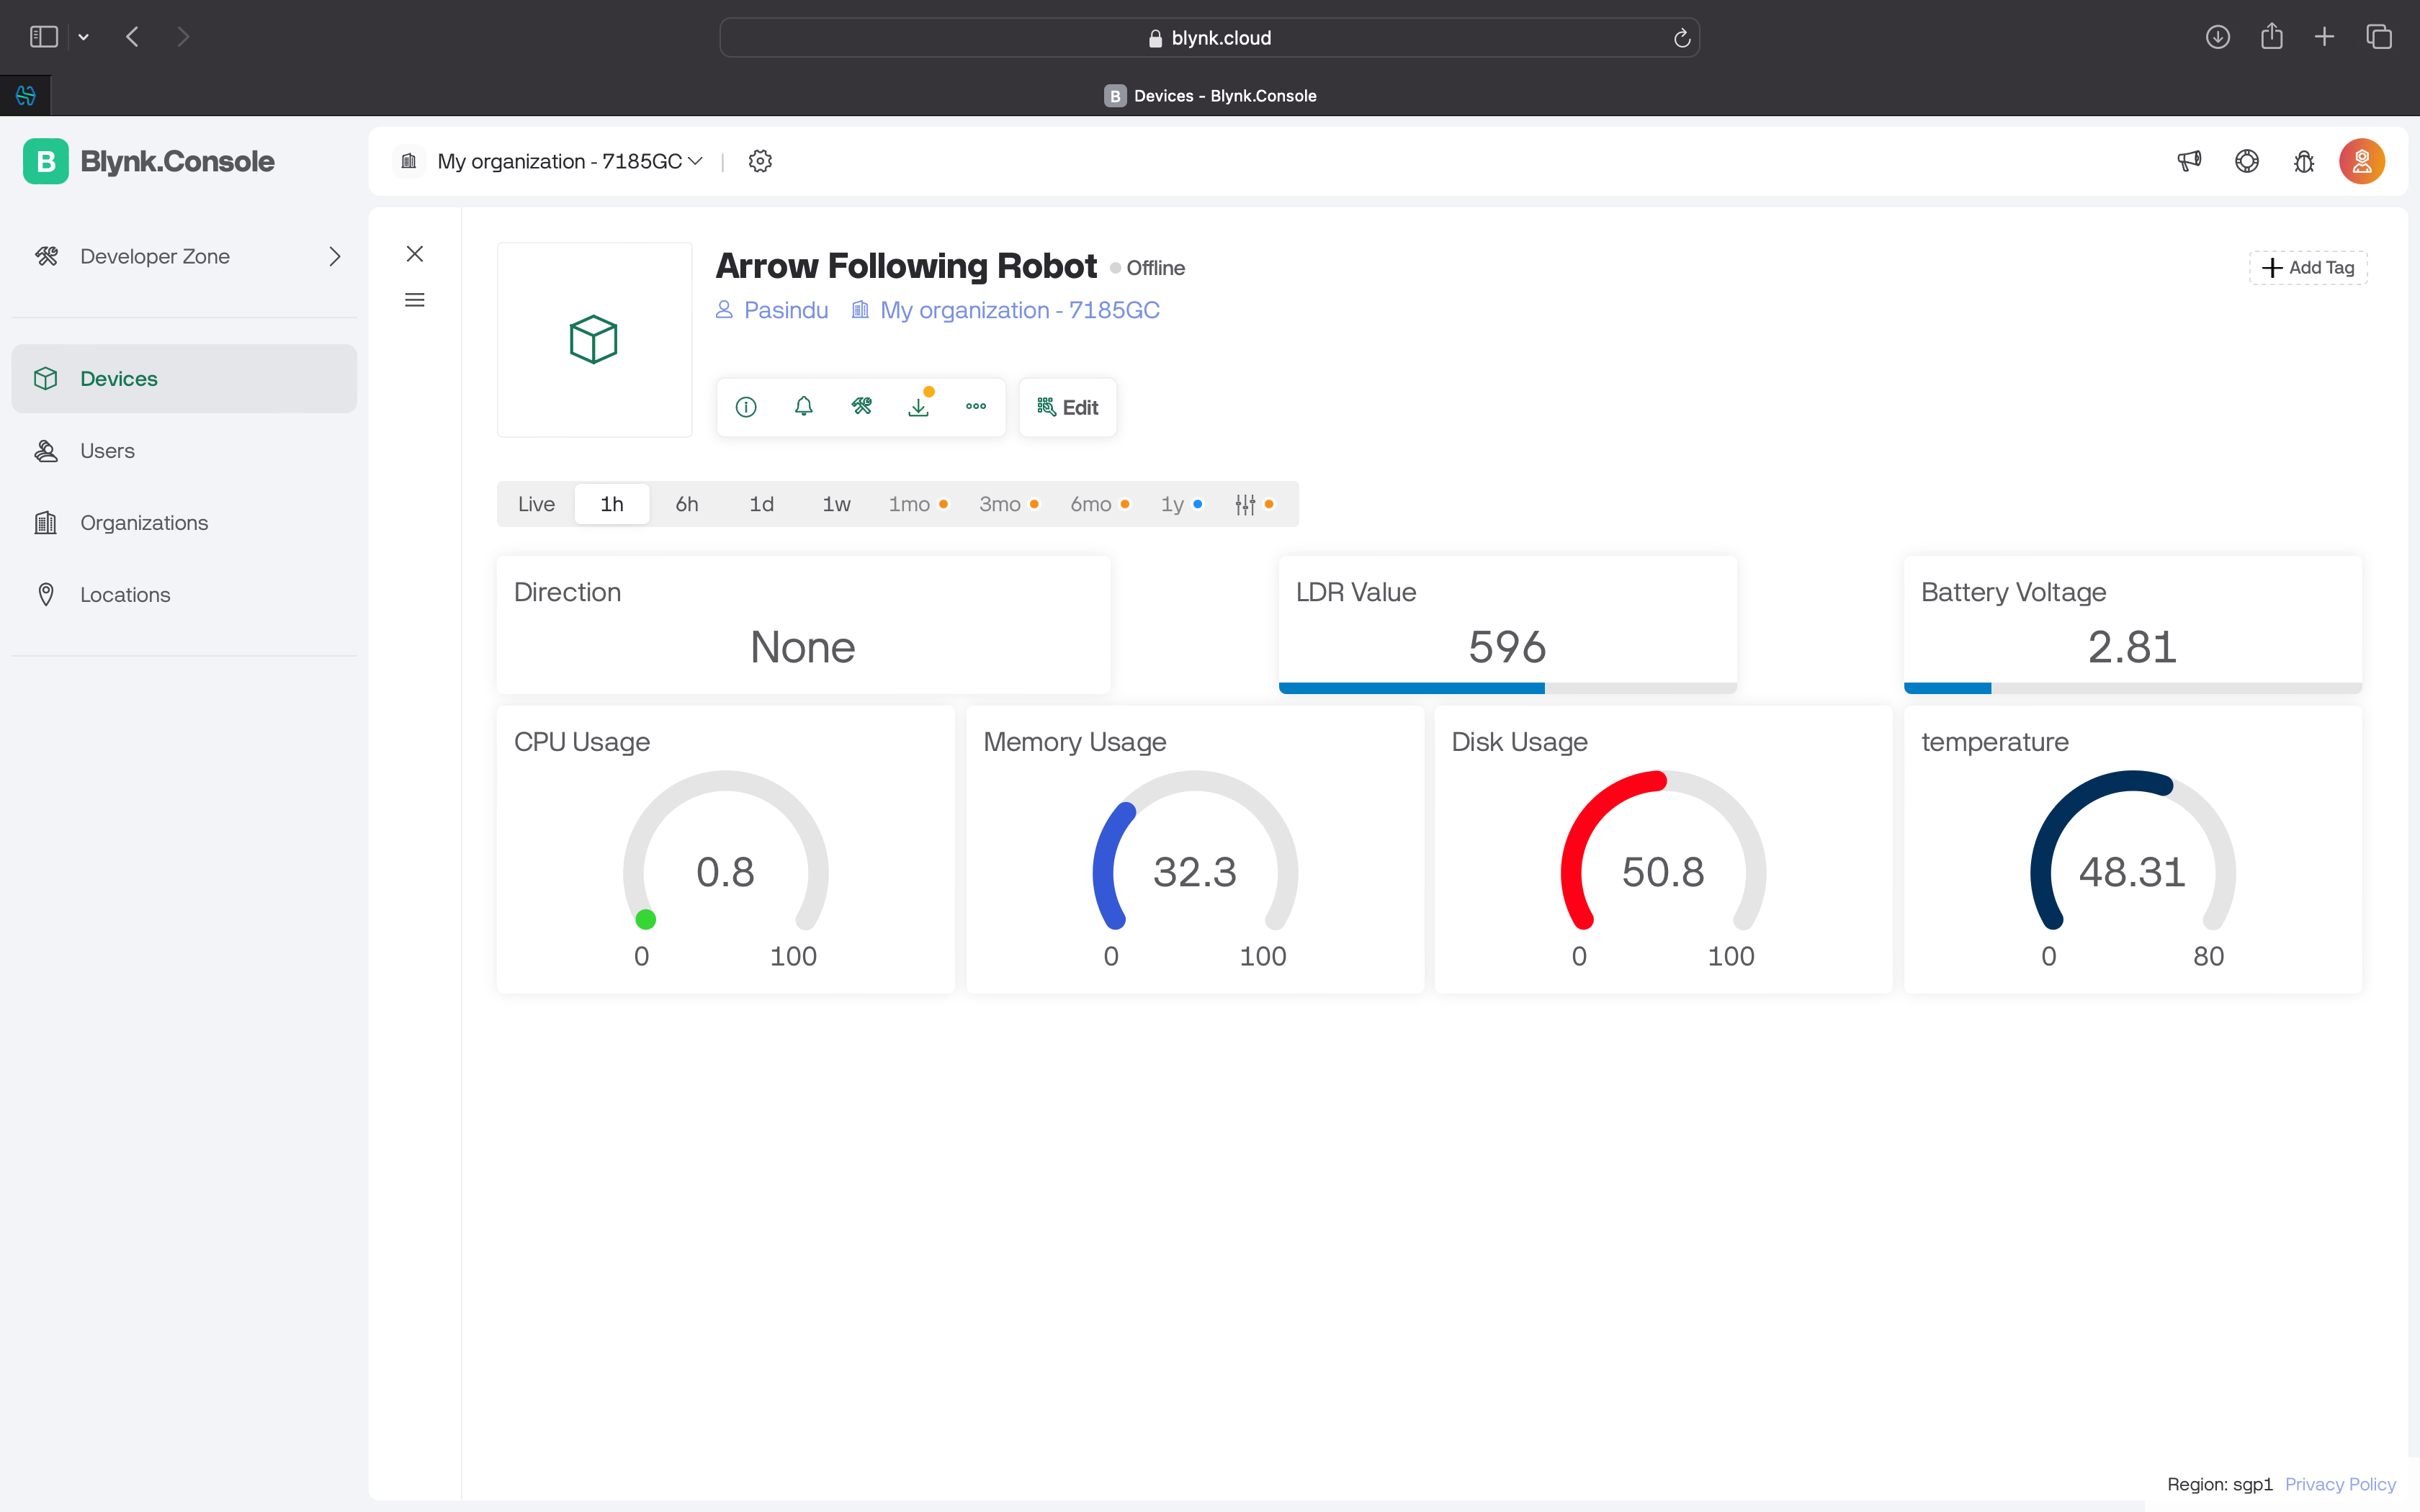 blynk.cloud
B Devices - Blynk.Console
B Blynk.Console
My organization - 7185GC
Developer Zone
Devices
Users
Organizations
Locations
Arrow Following Robot Offline
Add Tag
Pasindu My organization - 7185GC
Edit
Live 1h 6h 1d 1w 1mo 3mo 6mo 1y
Direction
None
LDR Value
596
Battery Voltage
2.81
CPU Usage
0.8
0 100
Memory Usage
32.3
0 100
Disk Usage
50.8
0 100
temperature
48.31
0 80
Region: sgp1 Privacy Policy